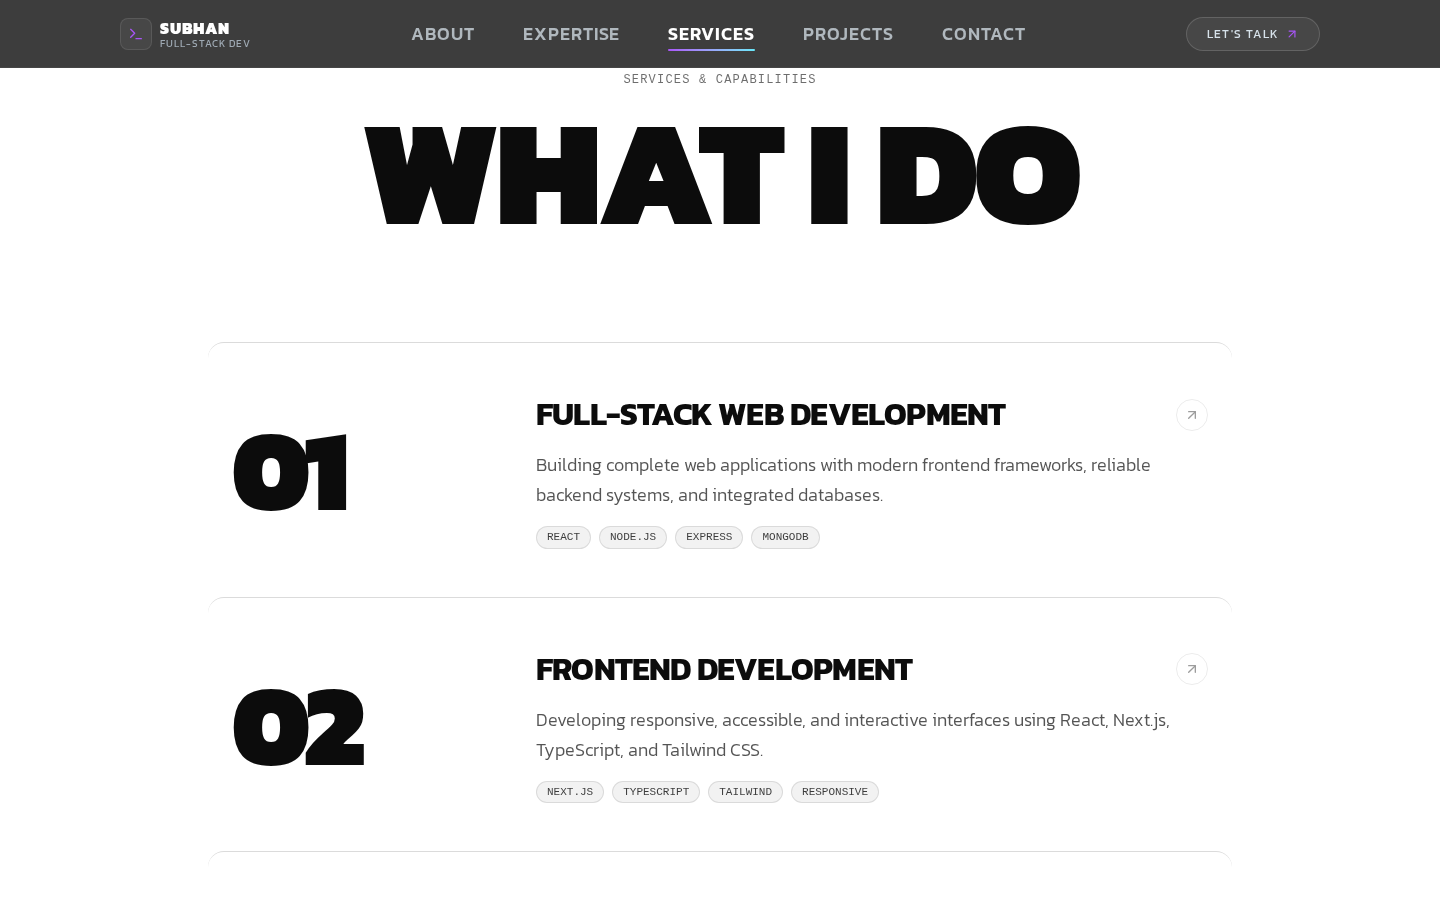 SUBHAN
FULL-STACK DEV
ABOUT
EXPERTISE
SERVICES
PROJECTS
CONTACT
LET'S TALK
SERVICES & CAPABILITIES
WHAT I DO
01
FULL-STACK WEB DEVELOPMENT
Building complete web applications with modern frontend frameworks, reliable
backend systems, and integrated databases.
REACT
NODE.JS
EXPRESS
MONGODB
02
FRONTEND DEVELOPMENT
Developing responsive, accessible, and interactive interfaces using React, Next.js,
TypeScript, and Tailwind CSS.
NEXT.JS
TYPESCRIPT
TAILWIND
RESPONSIVE